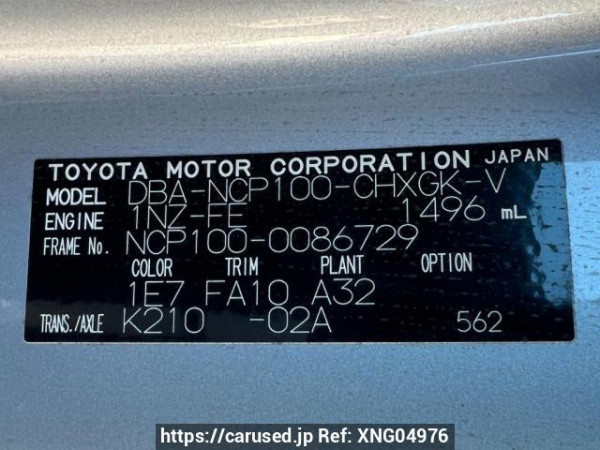 TOYOTA MOTOR CORPORATION JAPAN
MODEL DBA-NCP100-CHXGK-V
ENGINE 1NZ-FE 1496 mL
FRAME No. NCP100-0086729
COLOR TRIM PLANT OPTION
1E7 FA10 A32
TRANS./AXLE K210 -02A 562
https://carused.jp Ref: XNG04976